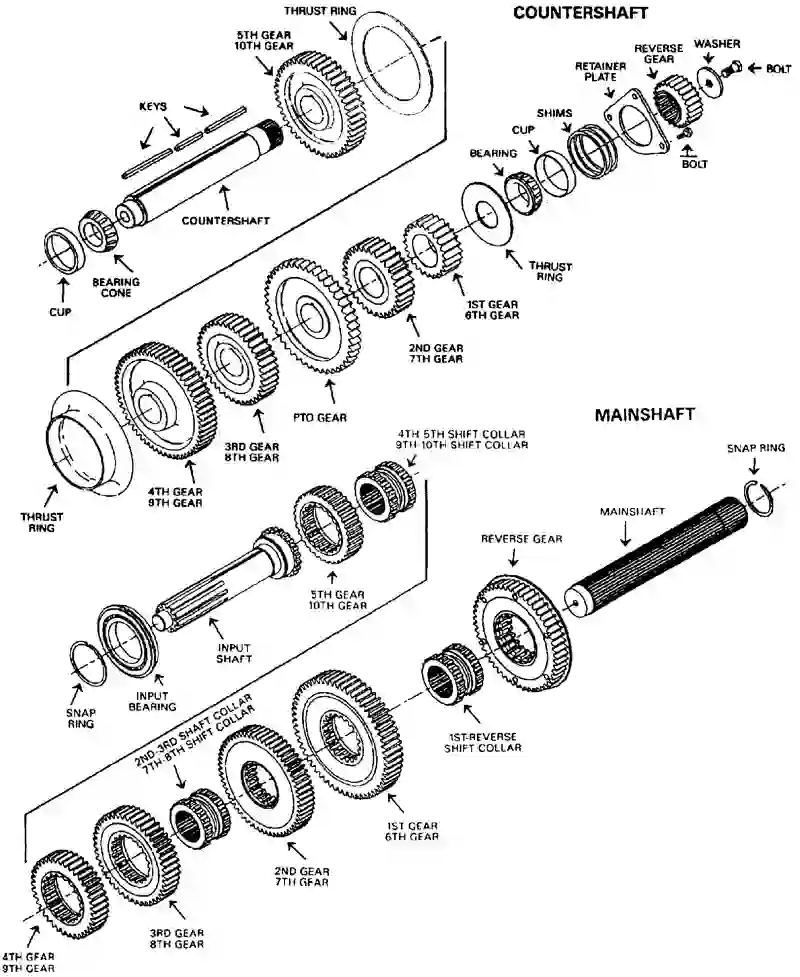 COUNTERSHAFT
THRUST RING
5TH GEAR
10TH GEAR
KEYS
COUNTERSHAFT
BEARING
CONE
CUP
WASHER
REVERSE
GEAR
BOLT
RETAINER
PLATE
SHIMS
CUP
BOLT
BEARING
THRUST
RING
1ST GEAR
6TH GEAR
2ND GEAR
7TH GEAR
PTO GEAR
3RD GEAR
8TH GEAR
4TH GEAR
9TH GEAR
THRUST
RING
MAINSHAFT
4TH-5TH SHIFT COLLAR
9TH-10TH SHIFT COLLAR
SNAP RING
MAINSHAFT
REVERSE GEAR
5TH GEAR
10TH GEAR
INPUT
SHAFT
INPUT
BEARING
SNAP
RING
1ST-REVERSE
SHIFT COLLAR
2ND-3RD SHAFT COLLAR
7TH-8TH SHIFT COLLAR
1ST GEAR
6TH GEAR
2ND GEAR
7TH GEAR
3RD GEAR
8TH GEAR
4TH GEAR
9TH GEAR